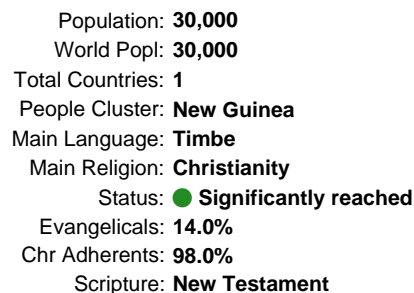 Population: 30,000
World Popl: 30,000
Total Countries: 1
People Cluster: New Guinea
Main Language: Timbe
Main Religion: Christianity
Status: Significantly reached
Evangelicals: 14.0%
Chr Adherents: 98.0%
Scripture: New Testament